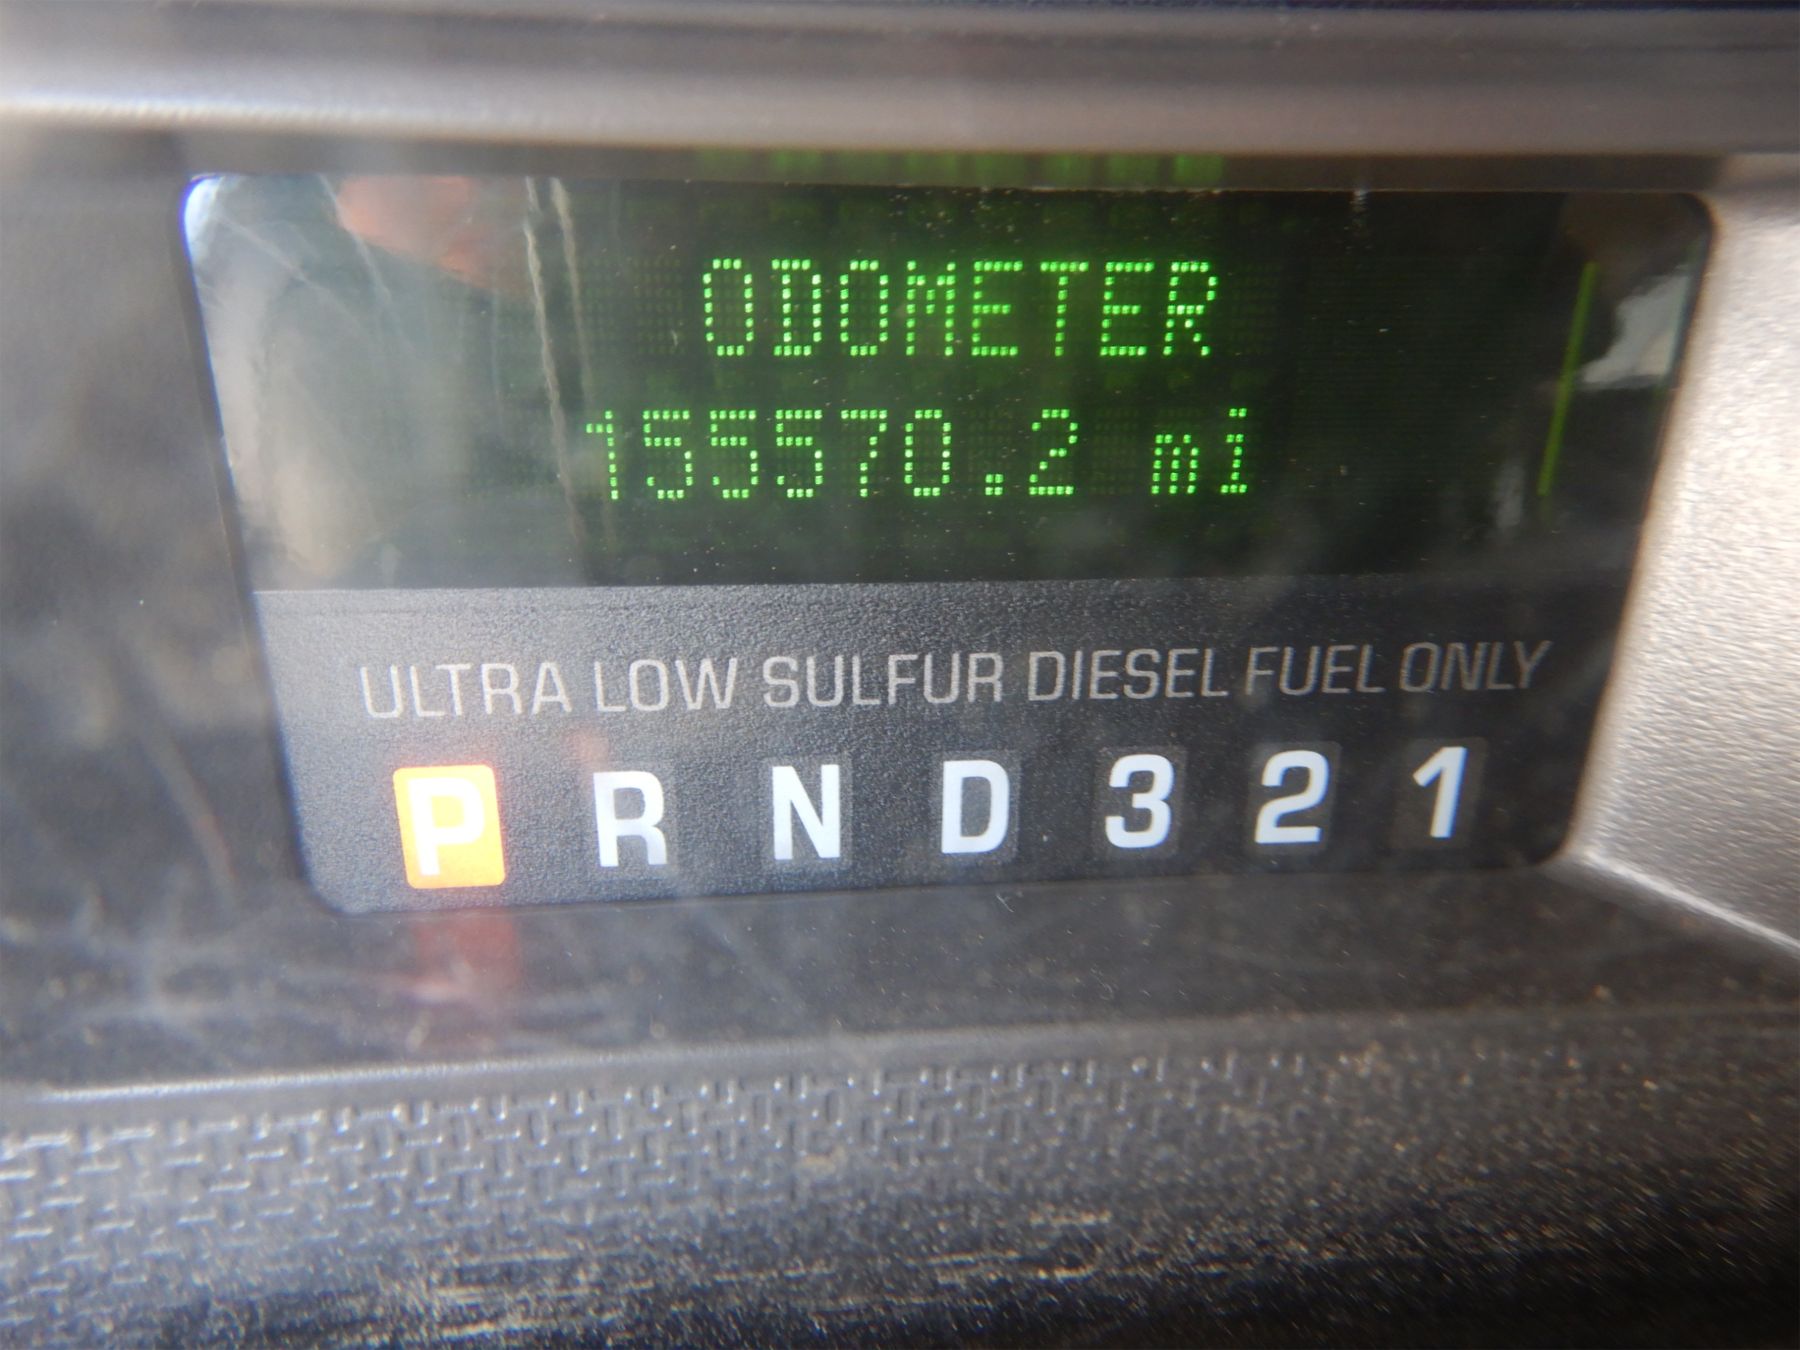 ODOMETER
155570.2 mi
ULTRA LOW SULFUR DIESEL FUEL ONLY
P R N D 3 2 1